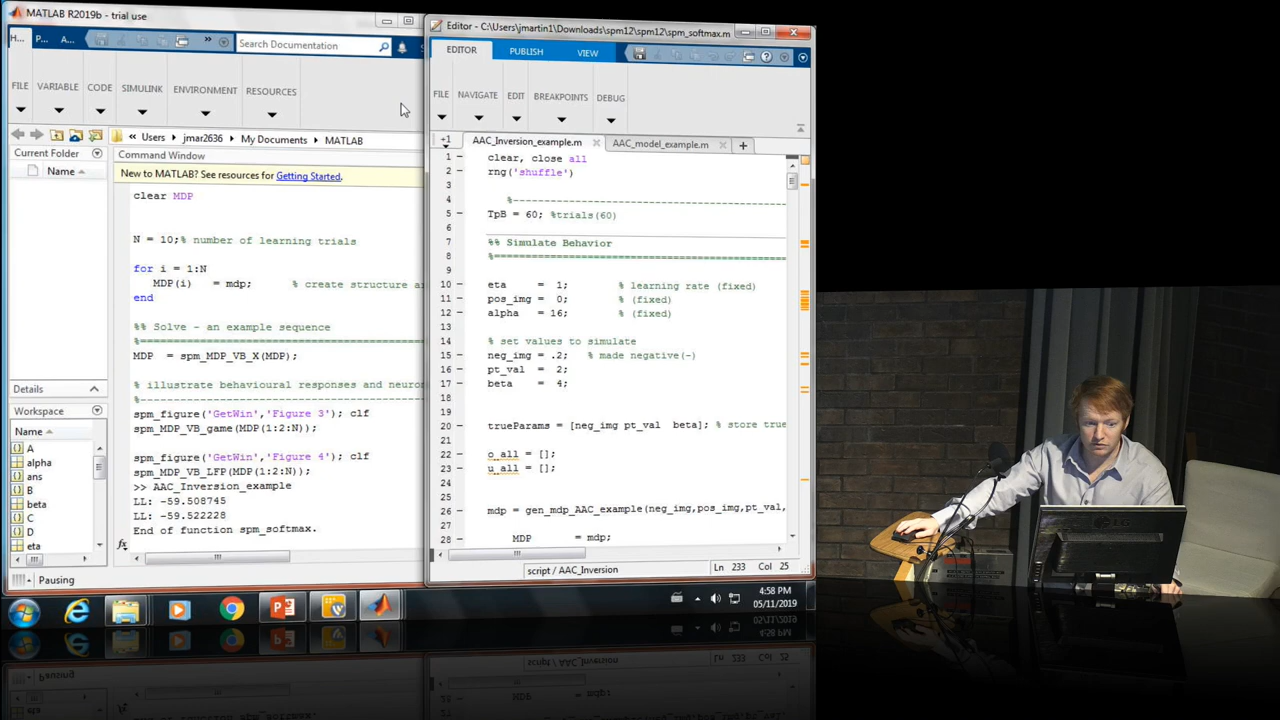 MATLAB R2019b - trial use
H... P... A...
» Search Documentation
FILE VARIABLE CODE SIMULINK ENVIRONMENT RESOURCES
« Users jmar2636 My Documents MATLAB
Current Folder
Name
Details
Workspace
Name
A
alpha
ans
B
beta
C
D
eta
Command Window
New to MATLAB? See resources for Getting Started.
clear MDP
N = 10;% number of learning trials
for i = 1:N
MDP(i) = mdp; % create structure a
end
%% Solve - an example sequence
%========================================
MDP = spm_MDP_VB_X(MDP);
% illustrate behavioural responses and neuro
%----------------------------------------
spm_figure('GetWin','Figure 3'); clf
spm_MDP_VB_game(MDP(1:2:N));
spm_figure('GetWin','Figure 4'); clf
spm_MDP_VB_LFP(MDP(1:2:N));
>> AAC_Inversion_example
LL: -59.508745
LL: -59.522228
End of function spm_softmax.
fx
Pausing
Editor - C:\Users\jmartin1\Downloads\spm12\spm12\spm_softmax.m
EDITOR PUBLISH VIEW
FILE NAVIGATE EDIT BREAKPOINTS DEBUG
+1 AAC_Inversion_example.m AAC_model_example.m
1 clear, close all
2 rng('shuffle')
3
4 %----------------------------------------
5 TpB = 60; %trials(60)
6
7 %% Simulate Behavior
8 %========================================
9
10 eta = 1; % learning rate (fixed)
11 pos_img = 0; % (fixed)
12 alpha = 16; % (fixed)
13
14 % set values to simulate
15 neg_img = .2; % made negative(-)
16 pt_val = 2;
17 beta = 4;
18
19
20 trueParams = [neg_img pt_val beta]; % store true
21
22 o_all = [];
23 u_all = [];
24
25
26 mdp = gen_mdp_AAC_example(neg_img,pos_img,pt_val,
27
28 MDP = mdp;
script / AAC_Inversion Ln 233 Col 25
4:58 PM
05/11/2019
LG